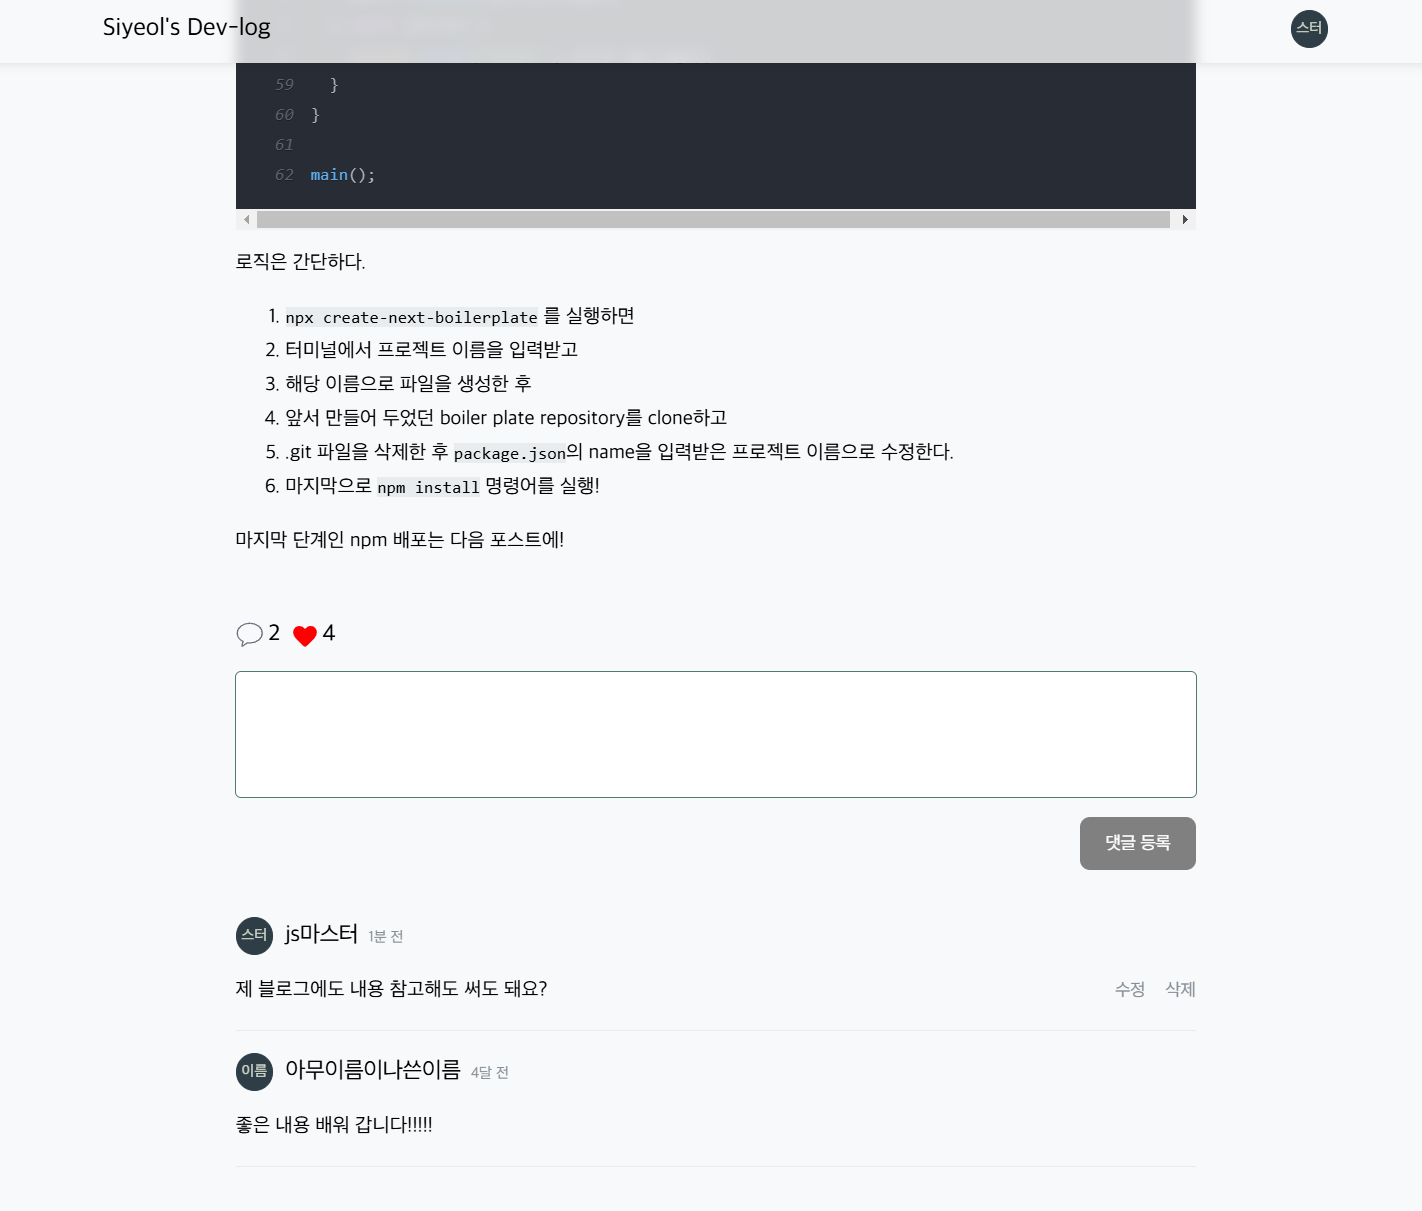 Siyeol's Dev-log
스터
59 }
60 }
61
62 main();
로직은 간단하다.
1. npx create-next-boilerplate 를 실행하면
2. 터미널에서 프로젝트 이름을 입력받고
3. 해당 이름으로 파일을 생성한 후
4. 앞서 만들어 두었던 boiler plate repository를 clone하고
5. .git 파일을 삭제한 후 package.json의 name을 입력받은 프로젝트 이름으로 수정한다.
6. 마지막으로 npm install 명령어를 실행!
마지막 단계인 npm 배포는 다음 포스트에!
2 4
댓글 등록
스터 js마스터 1분 전
제 블로그에도 내용 참고해도 써도 돼요? 수정 삭제
이름 아무이름이나쓴이름 4달 전
좋은 내용 배워 갑니다!!!!!